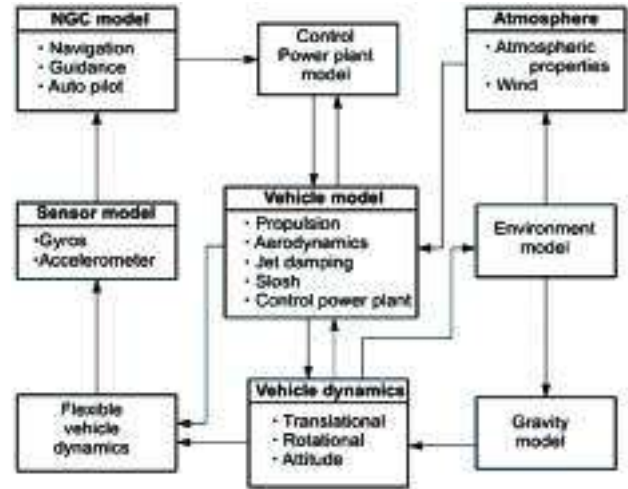 NGC model
• Navigation
• Guidance
• Auto pilot
Control
Power plant
model
Atmosphere
• Atmospheric
properties
• Wind
Sensor model
•Gyros
•Accelerometer
Vehicle model
• Propulsion
• Aerodynamics
• Jet damping
• Slosh
• Control power plant
Environment
model
Flexible
vehicle
dynamics
Vehicle dynamics
• Translational
• Rotational
• Attitude
Gravity
model